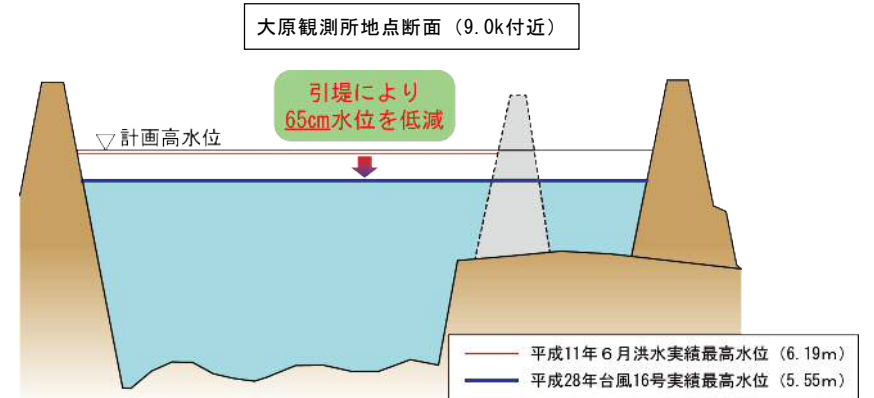 大原観測所地点断面（9.0k付近）
引堤により
65cm水位を低減
▽計画高水位
平成11年６月洪水実績最高水位（6.19ｍ）
平成28年台風16号実績最高水位（5.55ｍ）